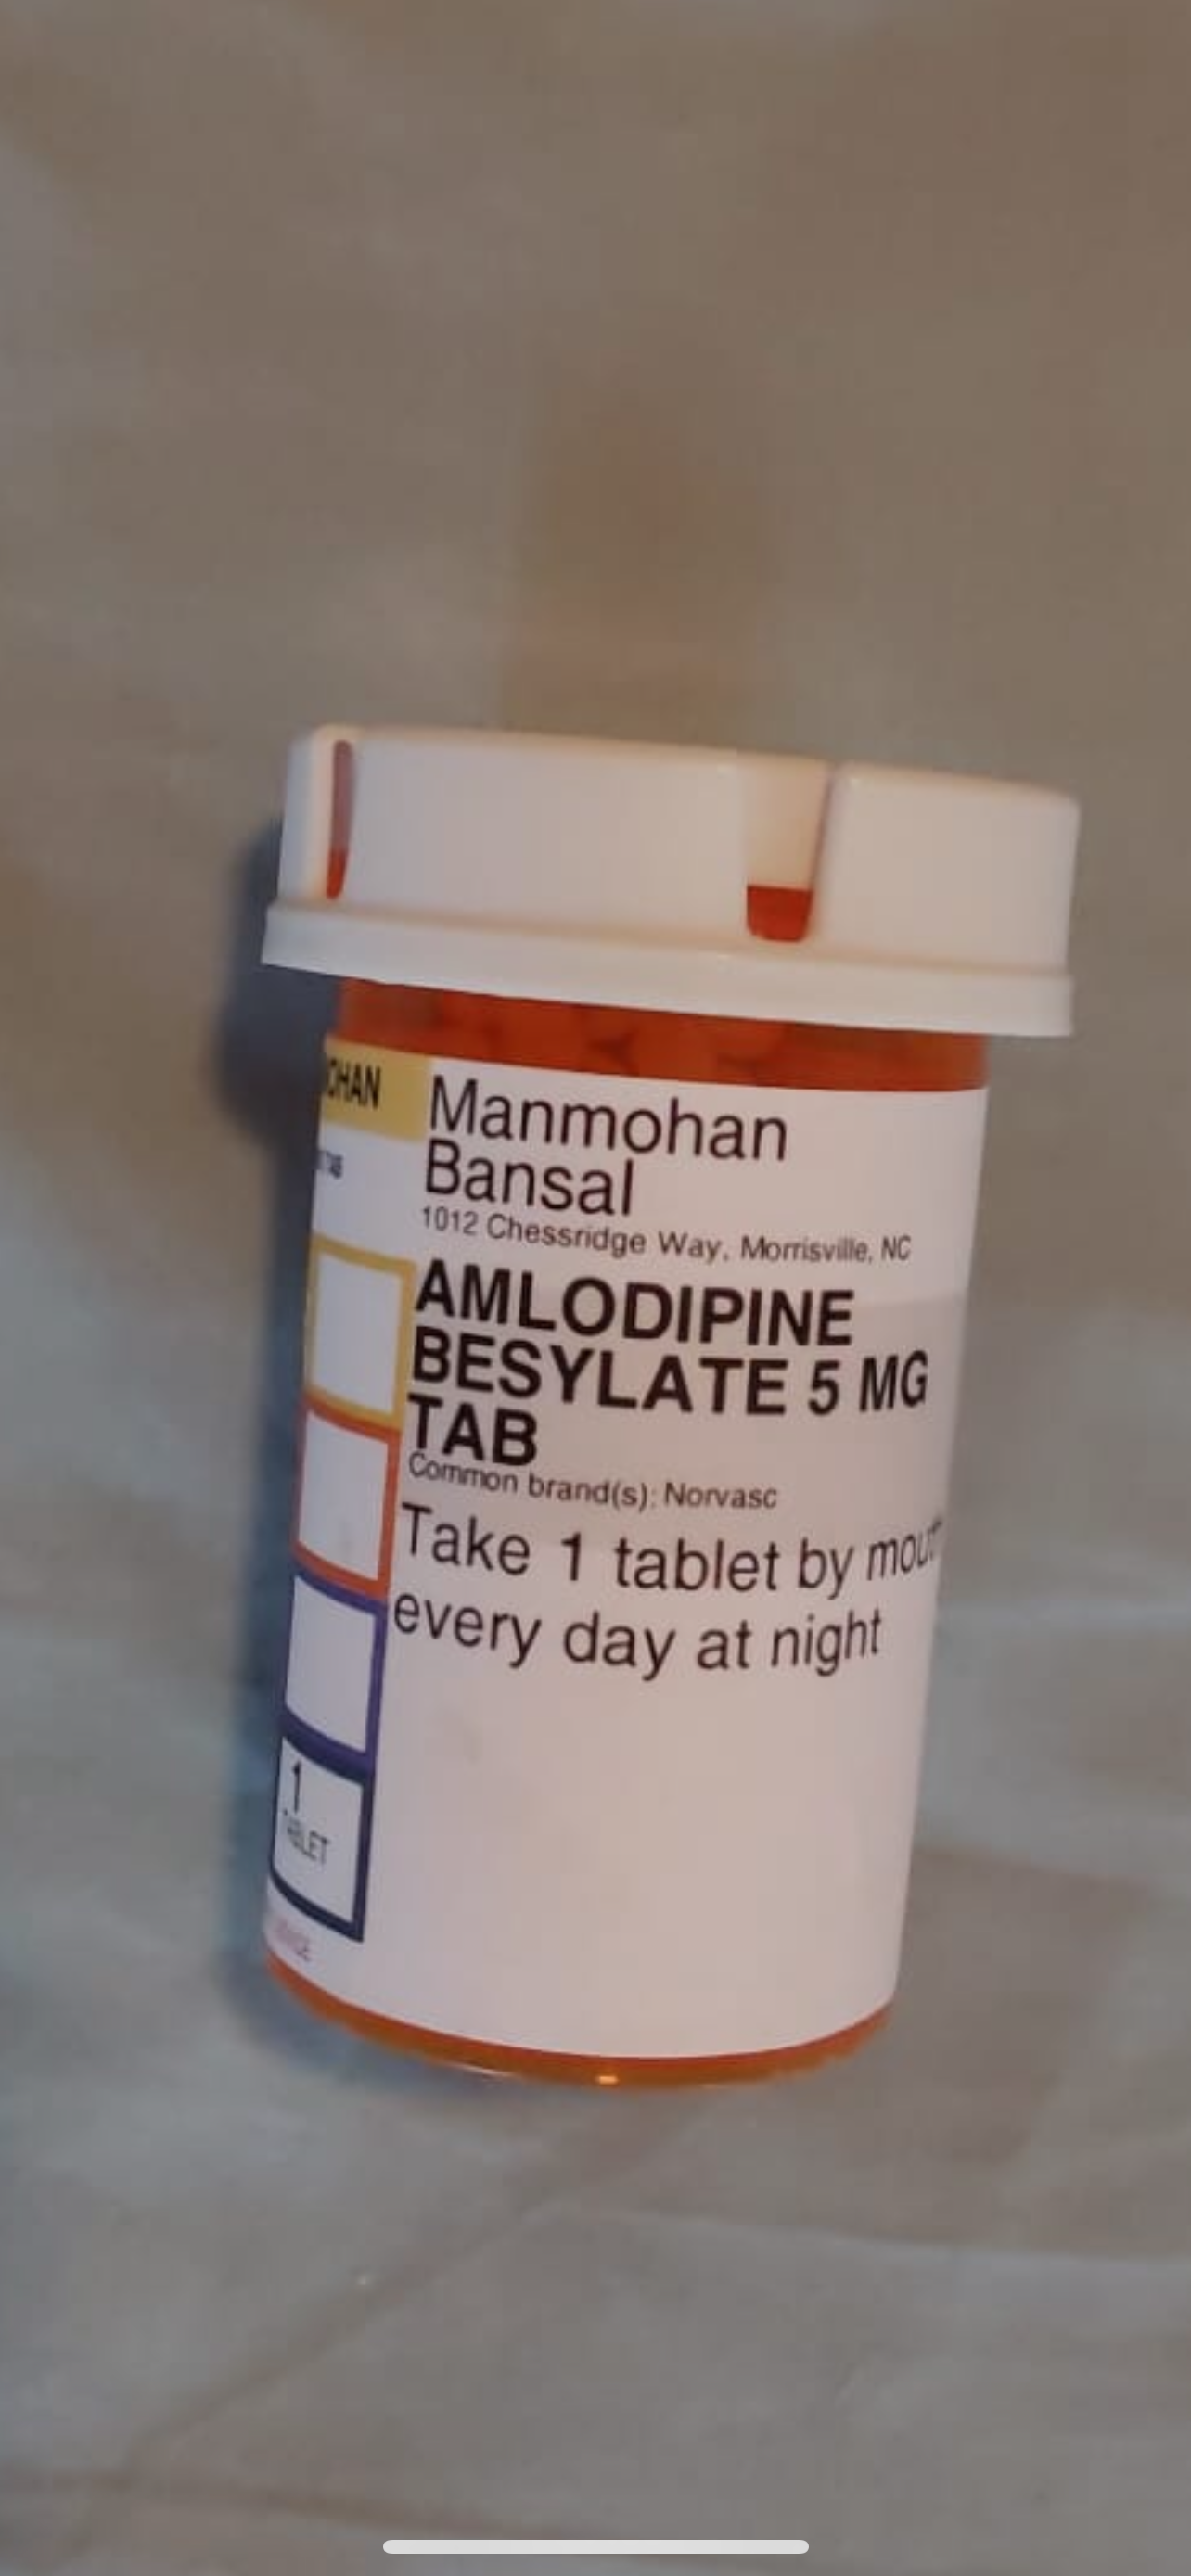 Manmohan
Bansal
1012 Chessridge Way, Morrisville, NC
AMLODIPINE
BESYLATE 5 MG
TAB
Common brand(s): Norvasc
Take 1 tablet by
every day at night
1
TABLET